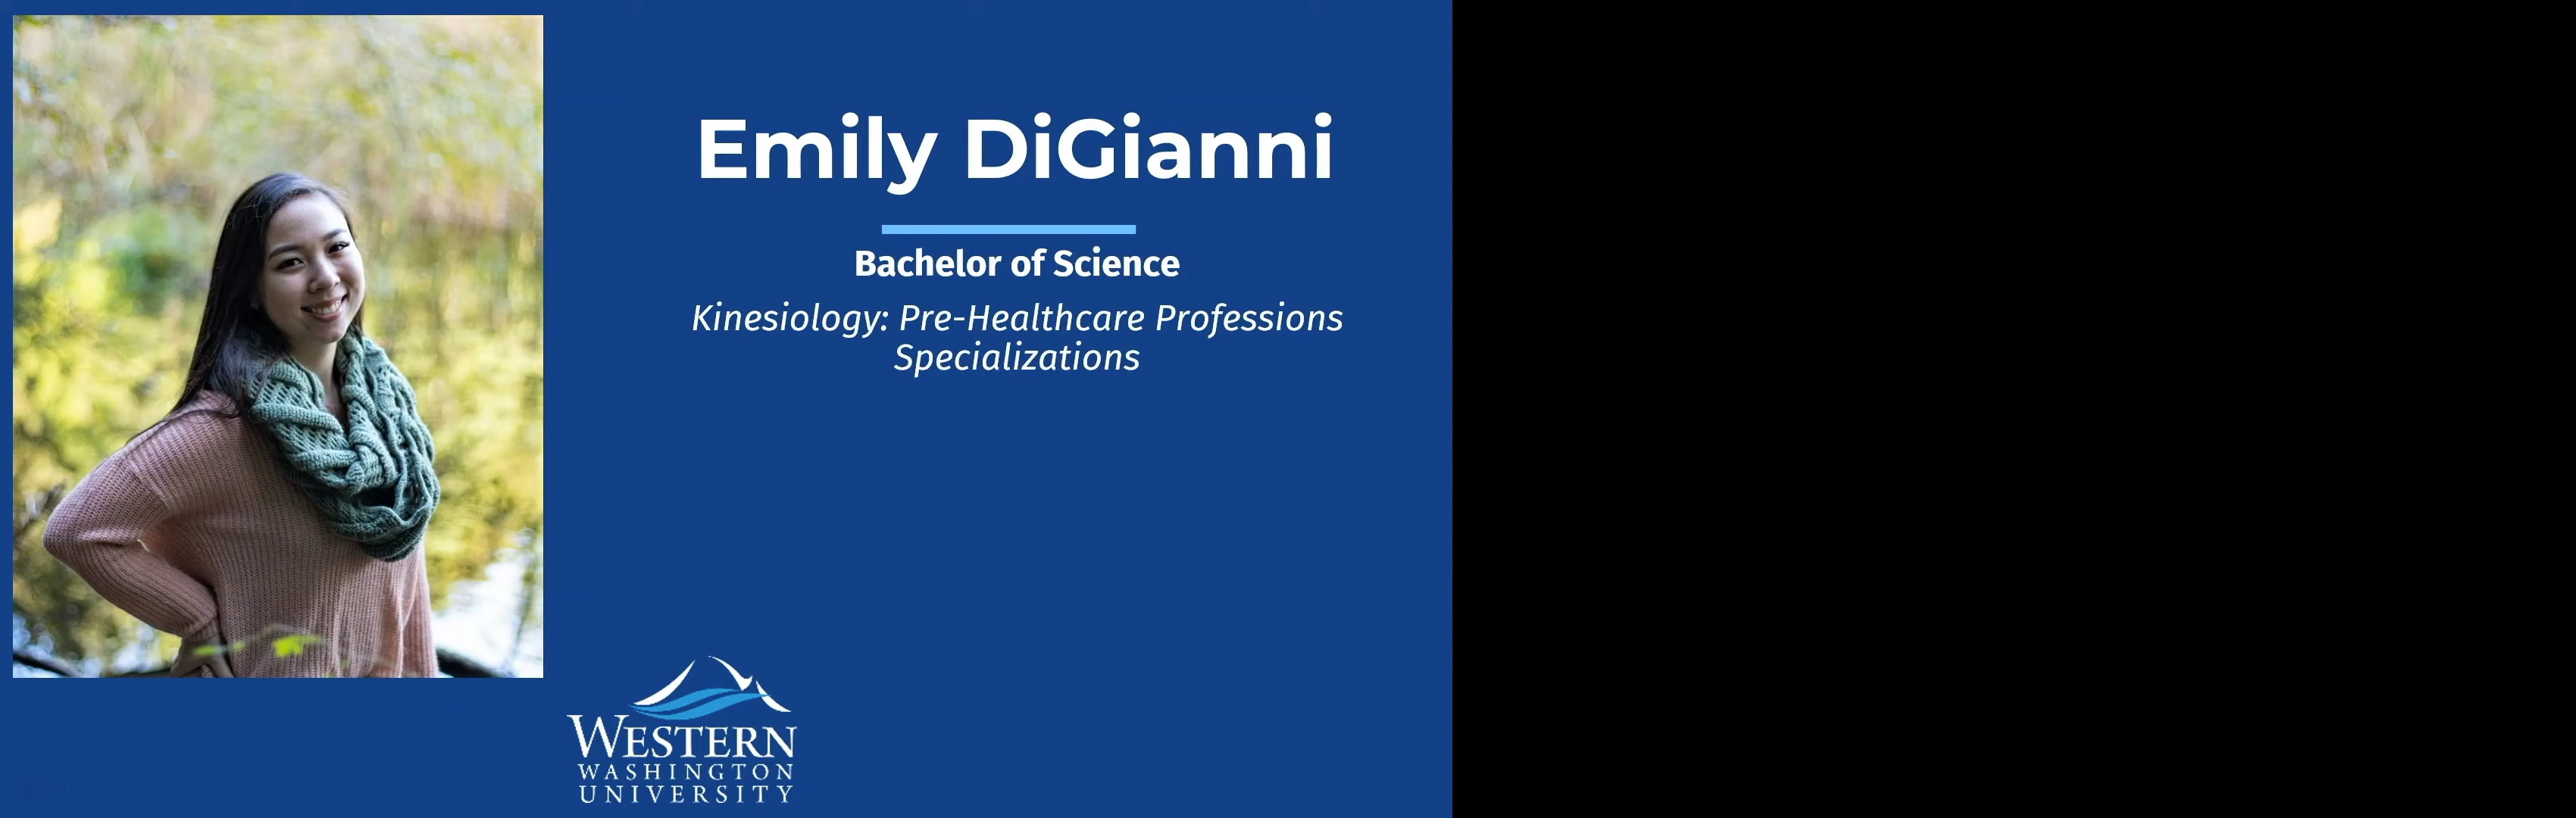 Emily DiGianni
Bachelor of Science
Kinesiology: Pre-Healthcare Professions
Specializations
WESTERN
WASHINGTON
UNIVERSITY